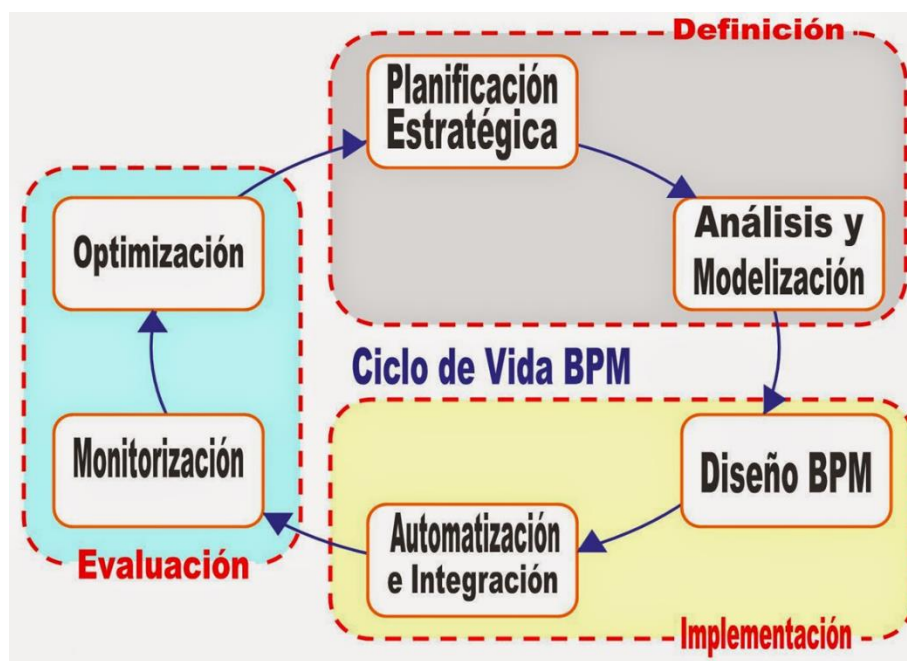 Definición
Planificación
Estratégica
Análisis y
Modelización
Optimización
Ciclo de Vida BPM
Monitorización
Diseño BPM
Automatización
e Integración
Evaluación
Implementación